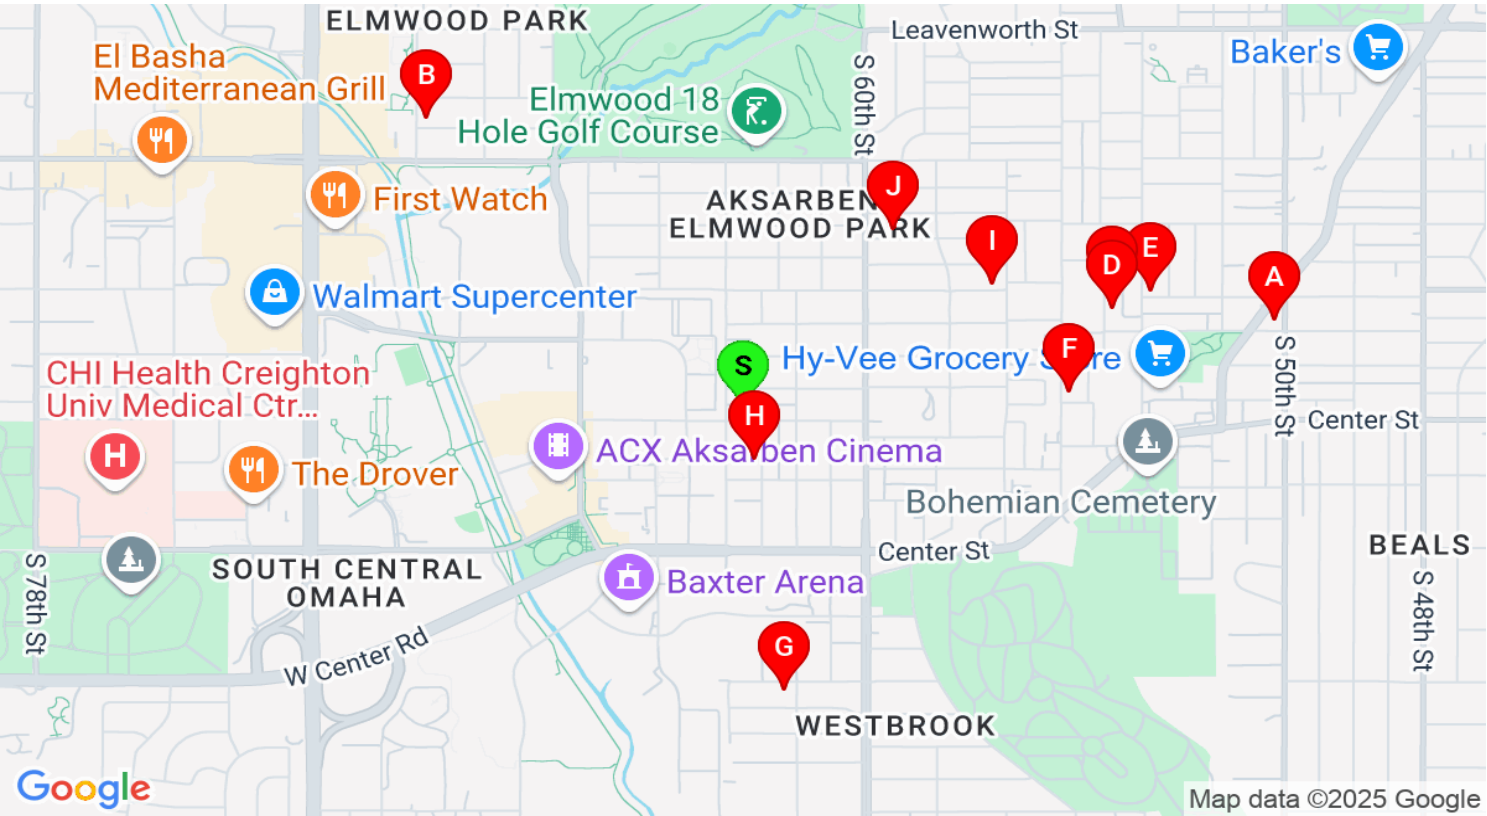 ELMWOOD PARK
Leavenworth St
El Basha
Mediterranean Grill
B
Baker's
S 60th St
Elmwood 18
Hole Golf Course
First Watch
AKSARBEN
ELMWOOD PARK
J
I
D
E
A
Walmart Supercenter
S
Hy-Vee Grocery
F
S 50th St
CHI Health Creighton
Univ Medical Ctr...
H
H
Center St
ACX Aksarben Cinema
The Drover
Bohemian Cemetery
Center St
BEALS
S 78th St
SOUTH CENTRAL
OMAHA
Baxter Arena
S 48th St
W Center Rd
G
WESTBROOK
Google
Map data ©2025 Google